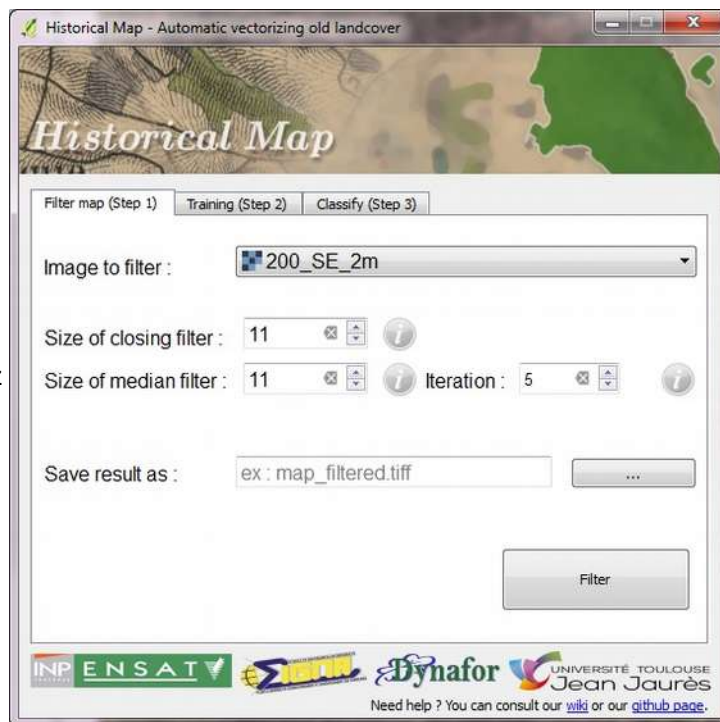 Historical Map - Automatic vectorizing old landcover
Historical Map
Filter map (Step 1) Training (Step 2) Classify (Step 3)
Image to filter : 200_SE_2m
Size of closing filter : 11
Size of median filter : 11 Iteration : 5
Save result as : ex : map_filtered.tiff ...
Filter
INP ENSAT SIGMA Dynafor UNIVERSITÉ TOULOUSE
Jean Jaurès
Need help ? You can consult our wiki or our github page.